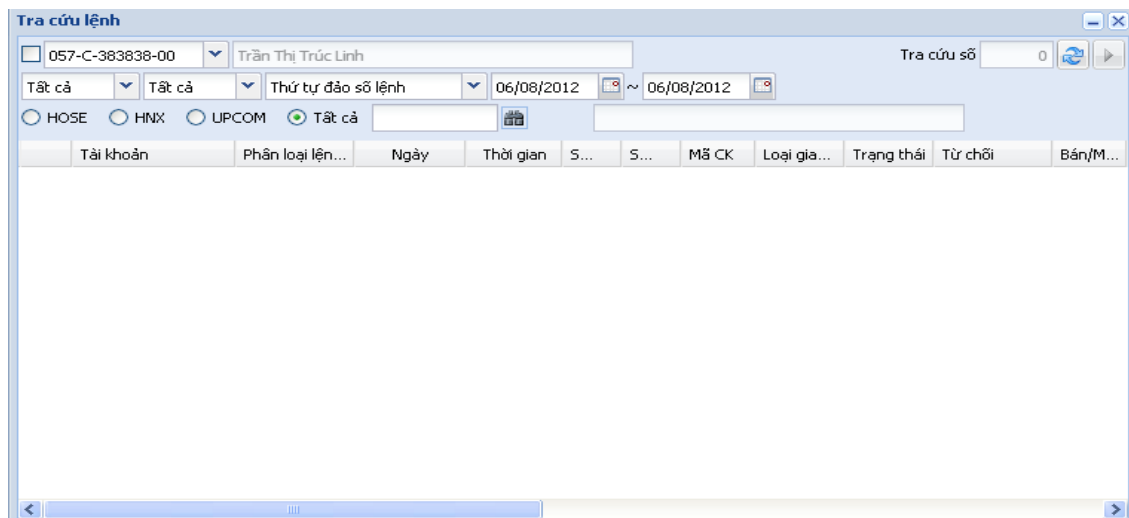 Tra cứu lệnh
057-C-383838-00 Trần Thị Trúc Linh Tra cứu số 0
Tất cả Tất cả Thứ tự đảo số lệnh 06/08/2012 ~ 06/08/2012
HOSE HNX UPCOM Tất cả
Tài khoản Phân loại lện... Ngày Thời gian S... S... Mã CK Loại gia... Trạng thái Từ chối Bán/M...